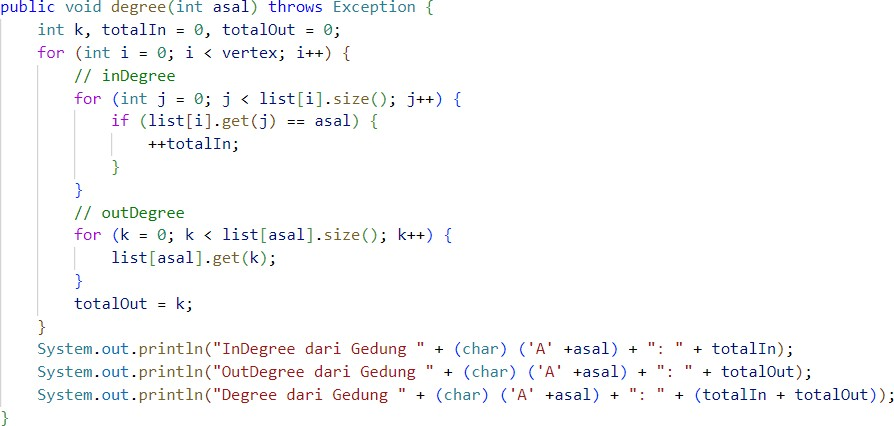 public void degree(int asal) throws Exception {
    int k, totalIn = 0, totalOut = 0;
    for (int i = 0; i < vertex; i++) {
        // inDegree
        for (int j = 0; j < list[i].size(); j++) {
            if (list[i].get(j) == asal) {
                ++totalIn;
            }
        }
        // outDegree
        for (k = 0; k < list[asal].size(); k++) {
            list[asal].get(k);
        }
        totalOut = k;
    }
    System.out.println("InDegree dari Gedung " + (char) ('A' +asal) + ": " + totalIn);
    System.out.println("OutDegree dari Gedung " + (char) ('A' +asal) + ": " + totalOut);
    System.out.println("Degree dari Gedung " + (char) ('A' +asal) + ": " + (totalIn + totalOut));
}